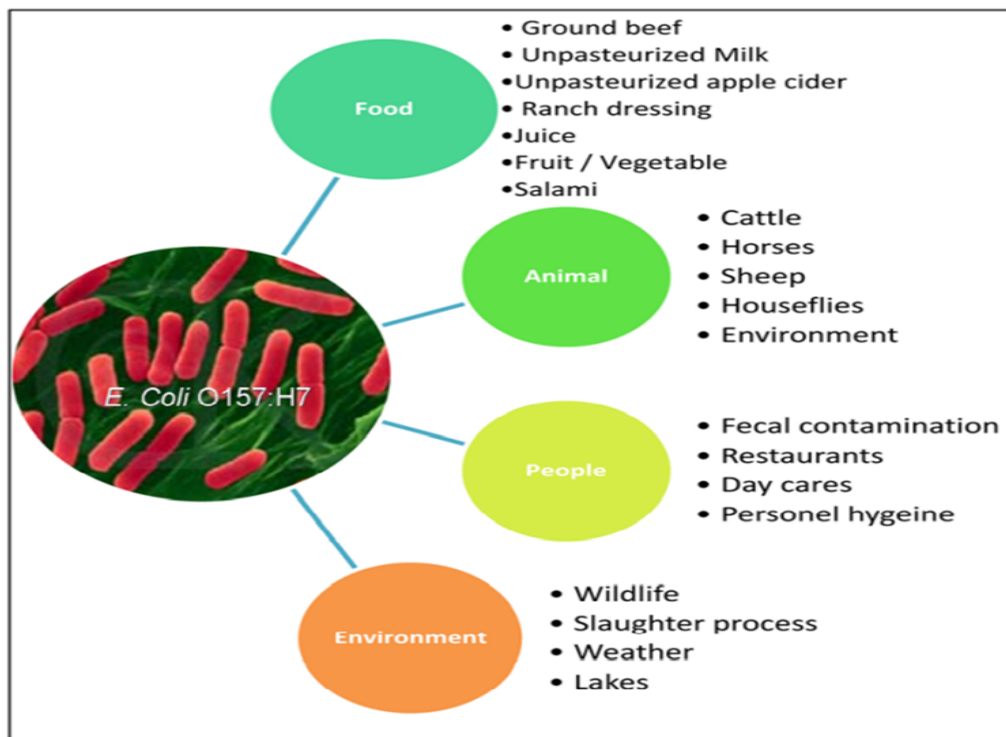 Food
• Ground beef
• Unpasteurized Milk
•Unpasteurized apple cider
• Ranch dressing
•Juice
•Fruit / Vegetable
•Salami
Animal
• Cattle
• Horses
• Sheep
• Houseflies
• Environment
E. Coli O157:H7
People
• Fecal contamination
• Restaurants
• Day cares
• Personel hygeine
Environment
• Wildlife
• Slaughter process
• Weather
• Lakes